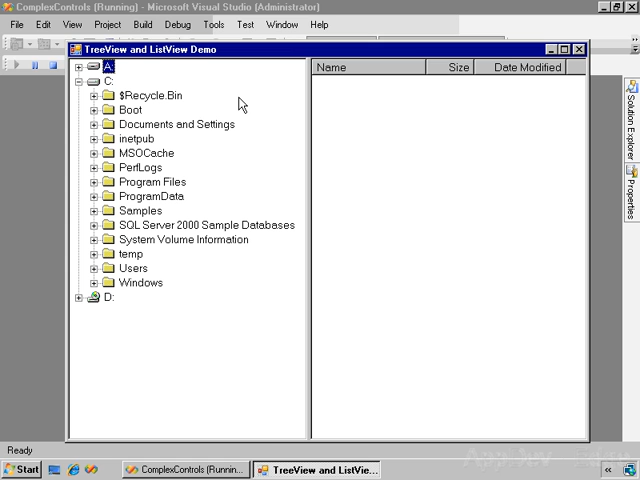 ComplexControls (Running) - Microsoft Visual Studio (Administrator)
File Edit View Project Build Debug Tools Test Window Help
TreeView and ListView Demo
A:
C:
$Recycle.Bin
Boot
Documents and Settings
inetpub
MSOCache
PerfLogs
Program Files
ProgramData
Samples
SQL Server 2000 Sample Databases
System Volume Information
temp
Users
Windows
D:
Name Size Date Modified
Solution Explorer
Properties
Ready
Start ComplexControls (Running... TreeView and ListVie...